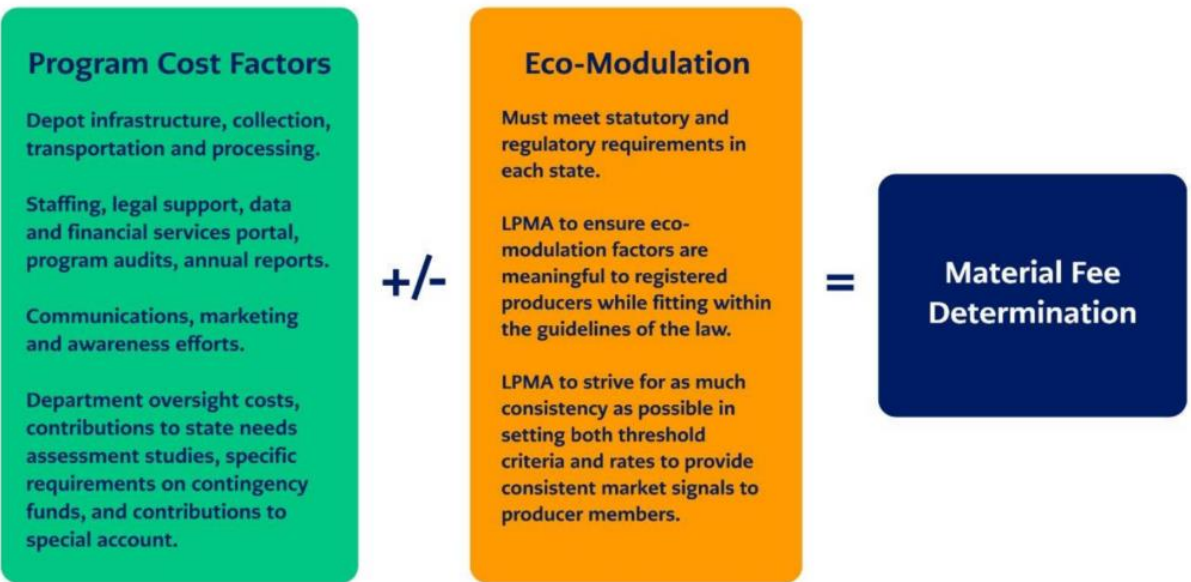 Program Cost Factors
Depot infrastructure, collection,
transportation and processing.
Staffing, legal support, data
and financial services portal,
program audits, annual reports.
Communications, marketing
and awareness efforts.
Department oversight costs,
contributions to state needs
assessment studies, specific
requirements on contingency
funds, and contributions to
special account.
+/-
Eco-Modulation
Must meet statutory and
regulatory requirements in
each state.
LPMA to ensure eco-
modulation factors are
meaningful to registered
producers while fitting within
the guidelines of the law.
LPMA to strive for as much
consistency as possible in
setting both threshold
criteria and rates to provide
consistent market signals to
producer members.
=
Material Fee
Determination